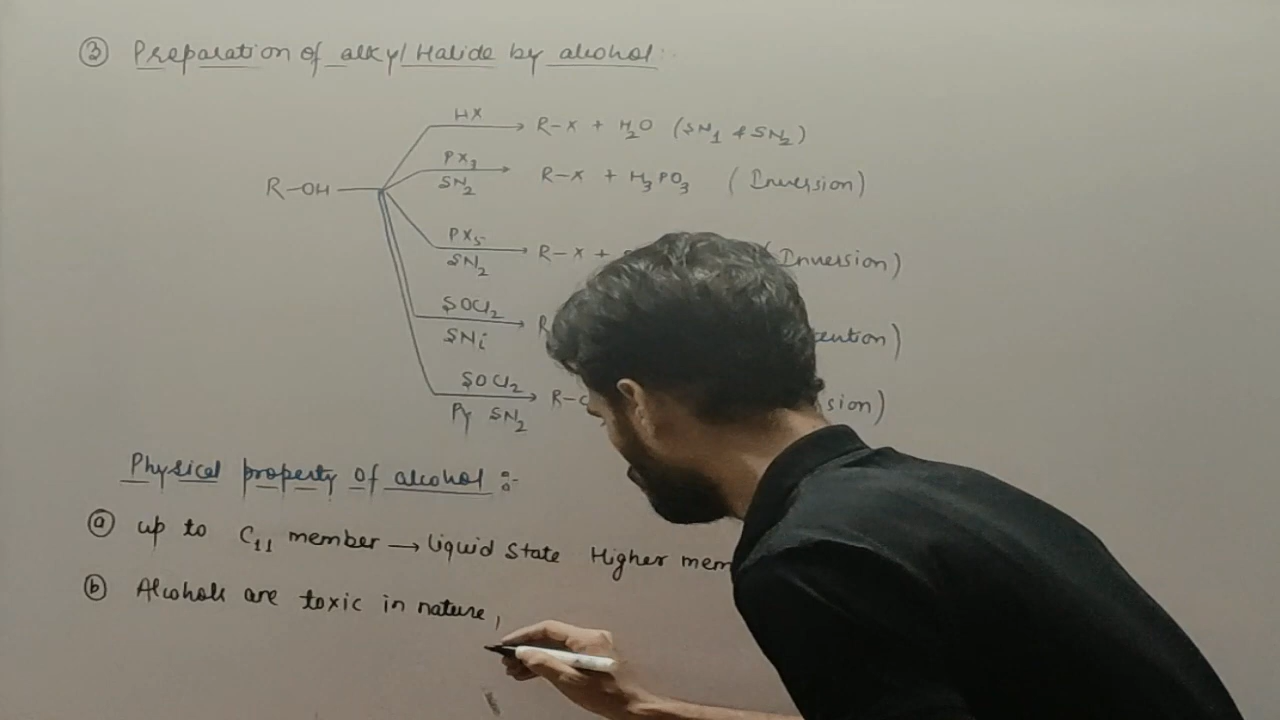 ③ Preparation of alkyl Halide by alcohol:
HX
R-X + H₂O (SN₁ & SN₂)
PX₃
R-OH
SN₂
R-X + H₃PO₃ (Inversion)
PX₅
SN₂
R-X + (Inversion)
SOCl₂
SNi
SOCl₂
Py SN₂
Physical property of alcohol :-
ⓐ up to C₁₁ member → liquid State Higher
ⓑ Alcohols are toxic in nature,